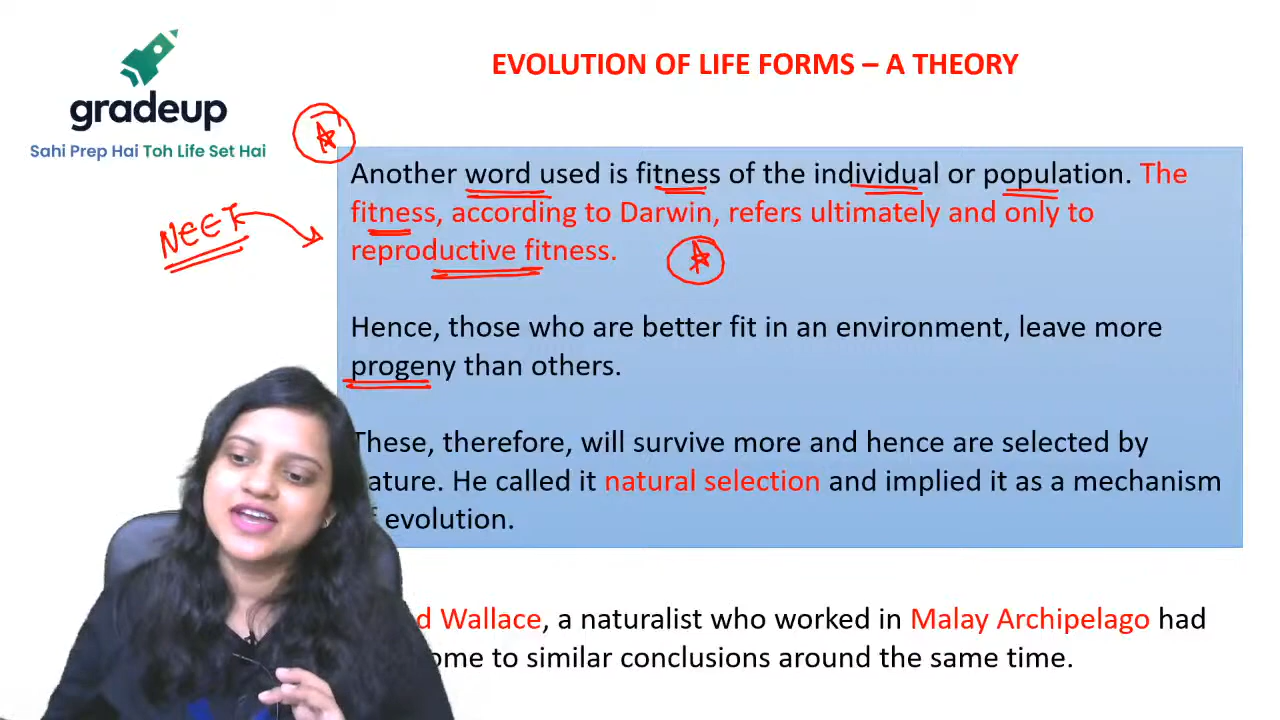 gradeup
Sahi Prep Hai Toh Life Set Hai
EVOLUTION OF LIFE FORMS – A THEORY
NEET
Another word used is fitness of the individual or population. The
fitness, according to Darwin, refers ultimately and only to
reproductive fitness.
Hence, those who are better fit in an environment, leave more
progeny than others.
These, therefore, will survive more and hence are selected by
ature. He called it natural selection and implied it as a mechanism
f evolution.
d Wallace, a naturalist who worked in Malay Archipelago had
ome to similar conclusions around the same time.